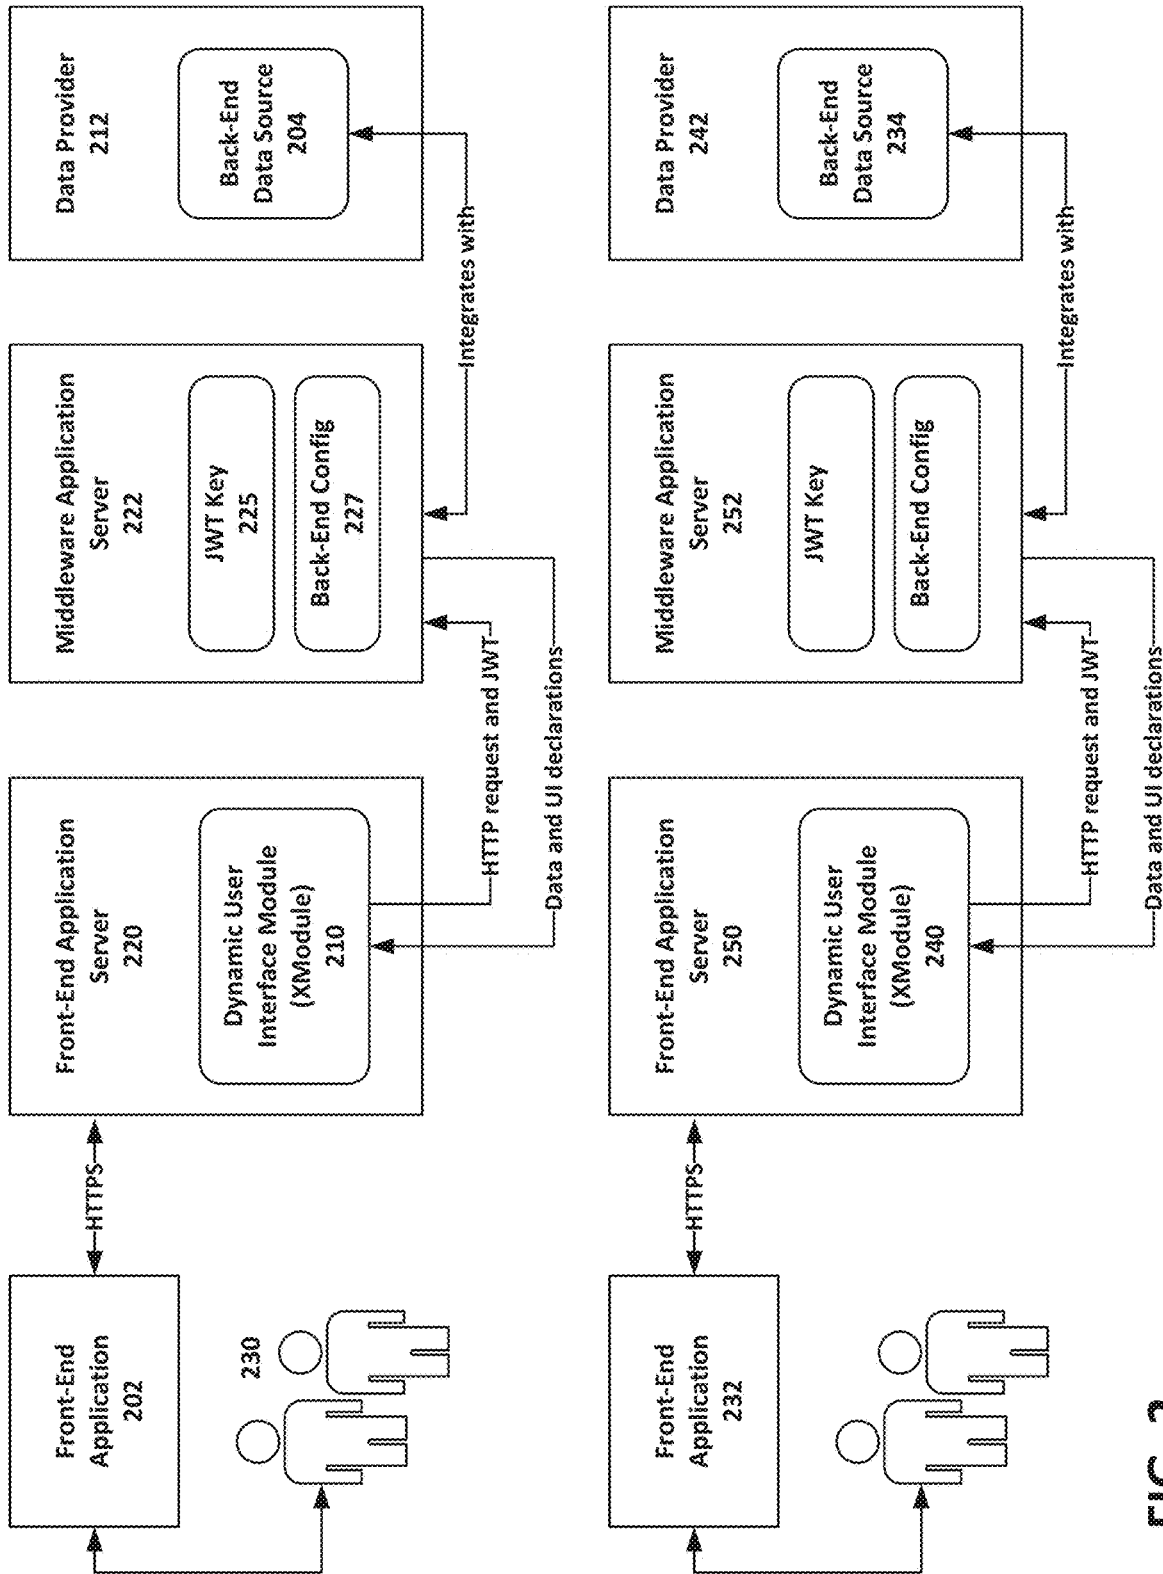 Front-End
Application
202
HTTPS
230
Front-End Application
Server
220
Dynamic User
Interface Module
(XModule)
210
HTTP request and JWT
Data and UI declarations
Middleware Application
Server
222
JWT Key
225
Back-End Config
227
Integrates with
Data Provider
212
Back-End
Data Source
204
Front-End
Application
232
HTTPS
Front-End Application
Server
250
Dynamic User
Interface Module
(XModule)
240
HTTP request and JWT
Data and UI declarations
Middleware Application
Server
252
JWT Key
Back-End Config
Integrates with
Data Provider
242
Back-End
Data Source
234